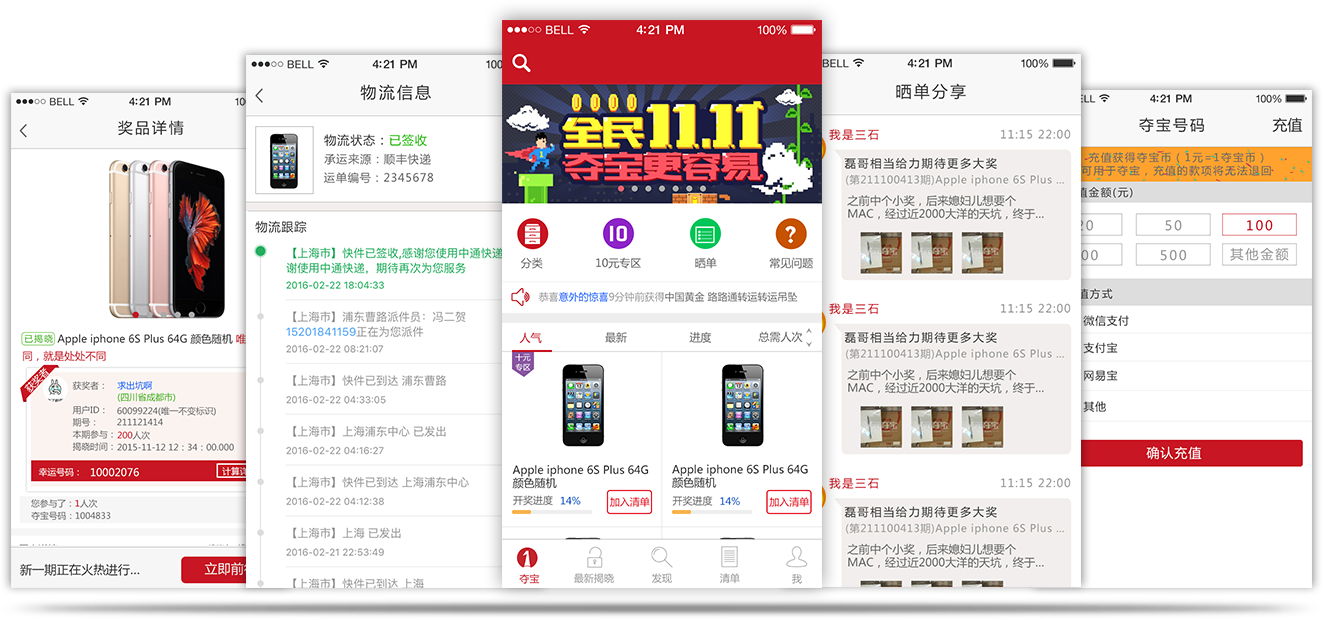 BELL
4:21 PM
10
奖品详情
已揭晓 Apple iphone 6S Plus 64G 颜色随机 唯
同，就是处处不同
获奖者
获奖者： 求出坑啊
(四川省成都市)
用户ID： 60099224(唯一不变标识)
期号： 211121414
本期参与： 200人次
揭晓时间：2015-11-12 12：34：00.000
幸运号码： 10002076
计算详
您参与了：1人次
夺宝号码：1004833
新一期正在火热进行...
立即前
BELL
4:21 PM
100
物流信息
物流状态：已签收
承运来源：顺丰快递
运单编号：2345678
物流跟踪
【上海市】快件已签收,感谢您使用中通快递
谢使用中通快递，期待再次为您服务
2016-02-22 18:04:33
【上海市】浦东曹路派件员：冯二贺
15201841159正在为您派件
2016-02-22 08:21:07
【上海市】快件已到达 浦东曹路
2016-02-22 04:33:05
【上海市】上海浦东中心 已发出
2016-02-22 04:16:27
【上海市】快件已到达 上海浦东中心
2016-02-22 04:12:38
【上海市】上海 已发出
2016-02-21 22:53:49
【上海市】快件已到达 上海
BELL
4:21 PM
100%
全民11.11
夺宝更容易
分类
10
10元专区
晒单
?
常见问题
恭喜意外的惊喜9分钟前获得中国黄金 路路通转运转运吊坠
人气
最新
进度
总需人次
十元
专区
Apple iphone 6S Plus 64G
颜色随机
开奖进度 14%
加入清单
Apple iphone 6S Plus 64G
颜色随机
开奖进度 14%
加入清单
夺宝
最新揭晓
发现
清单
我
BELL
4:21 PM
100%
晒单分享
我是三石
11:15 22:00
磊哥相当给力期待更多大奖
(第211100413期)Apple iphone 6S Plus ...
之前中个小奖，后来媳妇儿想要个
MAC，经过近2000大洋的天坑，终于...
我是三石
11:15 22:00
磊哥相当给力期待更多大奖
(第211100413期)Apple iphone 6S Plus ...
之前中个小奖，后来媳妇儿想要个
MAC，经过近2000大洋的天坑，终于...
我是三石
11:15 22:00
磊哥相当给力期待更多大奖
(第211100413期)Apple iphone 6S Plus ...
之前中个小奖，后来媳妇儿想要个
MAC，经过近2000大洋的天坑，终于...
ELL
4:21 PM
100%
夺宝号码
充值
充值获得夺宝币（1元=1夺宝币）
可用于夺宝，充值的款项将无法退回
值金额(元)
20
50
100
00
500
其他金额
值方式
微信支付
支付宝
网易宝
其他
确认充值